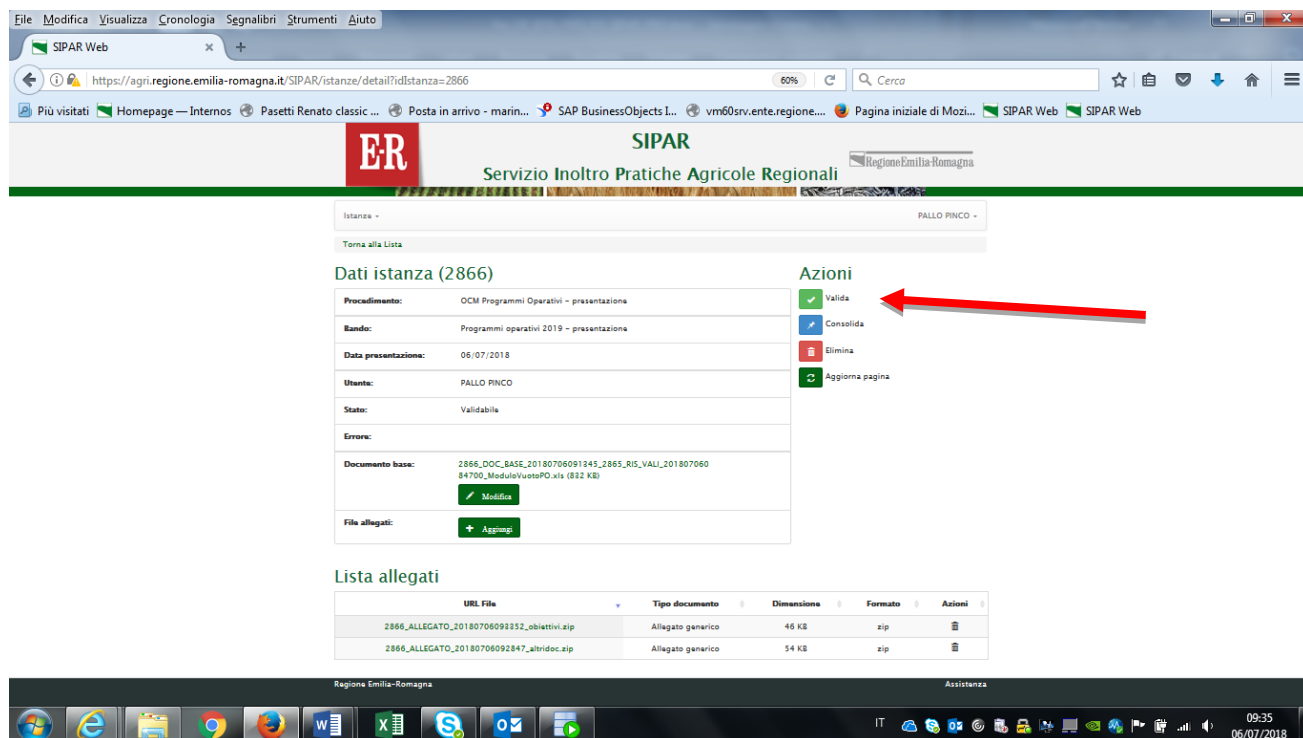 File Modifica Visualizza Cronologia Segnalibri Strumenti Aiuto
SIPAR Web
https://agri.regione.emilia-romagna.it/SIPAR/istanze/detail?idIstanza=2866
60%
Cerca
Più visitati Homepage — Internos Pasetti Renato classic ... Posta in arrivo - marin... SAP BusinessObjects I... vm60srv.ente.regione.... Pagina iniziale di Mozi... SIPAR Web SIPAR Web
E·R
SIPAR
Servizio Inoltro Pratiche Agricole Regionali
RegioneEmilia-Romagna
Istanze
PALLO PINCO
Torna alla Lista
Dati istanza (2866)
Procedimento: OCM Programmi Operativi – presentazione
Bando: Programmi operativi 2019 – presentazione
Data presentazione: 06/07/2018
Utente: PALLO PINCO
Stato: Validabile
Errore:
Documento base: 2866_DOC_BASE_20180706091345_2865_RIS_VALI_201807060
84700_ModuloVuotoPO.xls (832 KB)
Modifica
File allegati: Aggiungi
Azioni
Valida
Consolida
Elimina
Aggiorna pagina
Lista allegati
URL File Tipo documento Dimensione Formato Azioni
2866_ALLEGATO_20180706093352_obiettivi.zip Allegato generico 46 KB zip
2866_ALLEGATO_20180706092847_altridoc.zip Allegato generico 54 KB zip
Regione Emilia-Romagna Assistenza
IT
09:35
06/07/2018